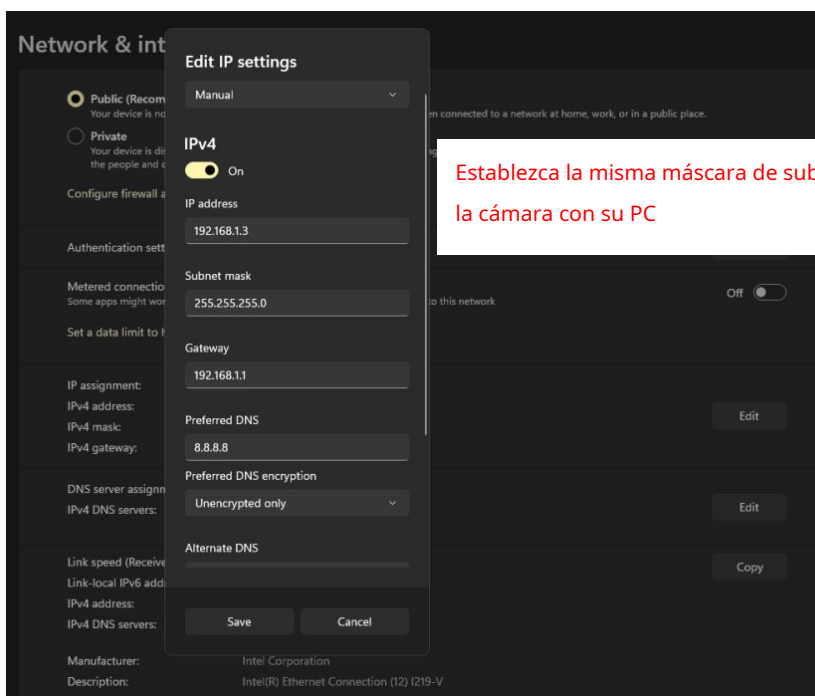 Network & int
Edit IP settings
Manual
Public (Recom
Your device is no
en connected to a network at home, work, or in a public place.
Private
Your device is dis
the people and c
IPv4
On
Establezca la misma máscara de sub
la cámara con su PC
Configure firewall a
IP address
192.168.1.3
Authentication sett
Subnet mask
255.255.255.0
Metered connectio
Some apps might wor
to this network
Off
Set a data limit to h
Gateway
192.168.1.1
IP assignment:
IPv4 address:
IPv4 mask:
IPv4 gateway:
Edit
Preferred DNS
8.8.8.8
Preferred DNS encryption
Unencrypted only
DNS server assignn
IPv4 DNS servers:
Edit
Alternate DNS
Link speed (Receive
Link-local IPv6 addr
IPv4 address:
IPv4 DNS servers:
Copy
Save
Cancel
Manufacturer:
Intel Corporation
Description:
Intel(R) Ethernet Connection (12) I219-V